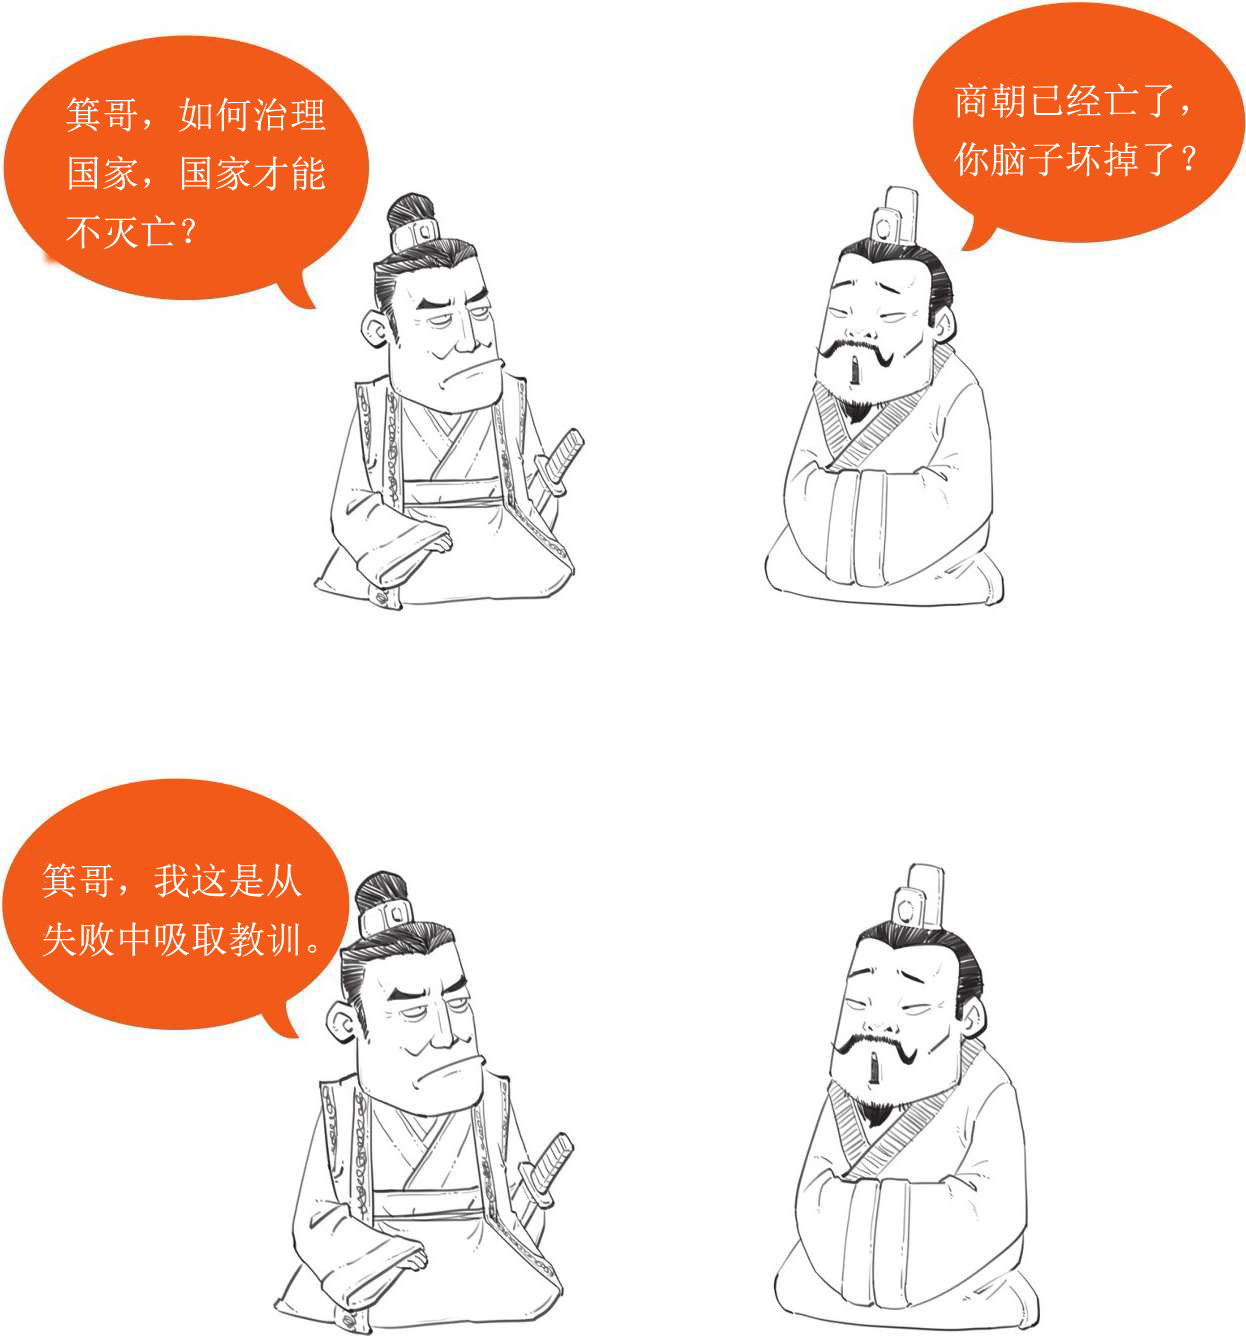 箕哥，如何治理
国家，国家才能
不灭亡？
商朝已经亡了，
你脑子坏掉了？
箕哥，我这是从
失败中吸取教训。